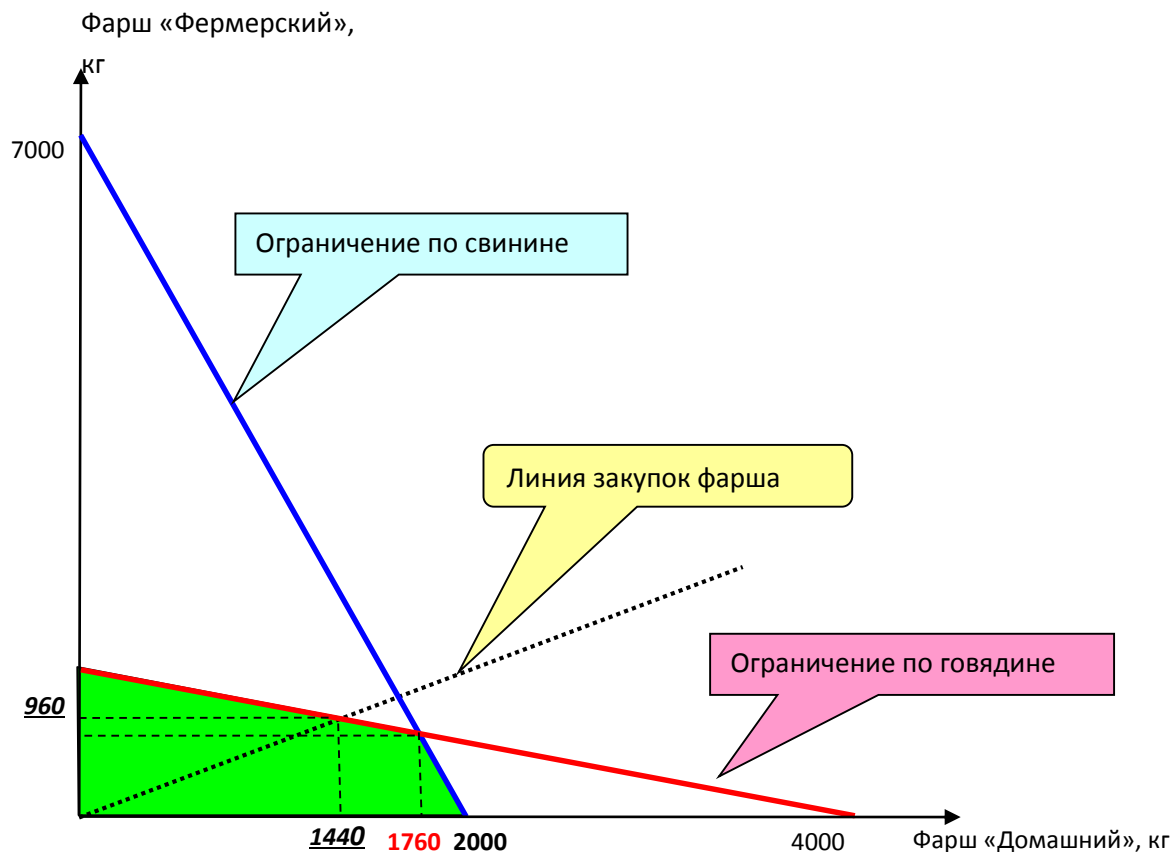 Фарш «Фермерский»,
кг
7000
Ограничение по свинине
Линия закупок фарша
Ограничение по говядине
960
1440 1760 2000 4000 Фарш «Домашний», кг